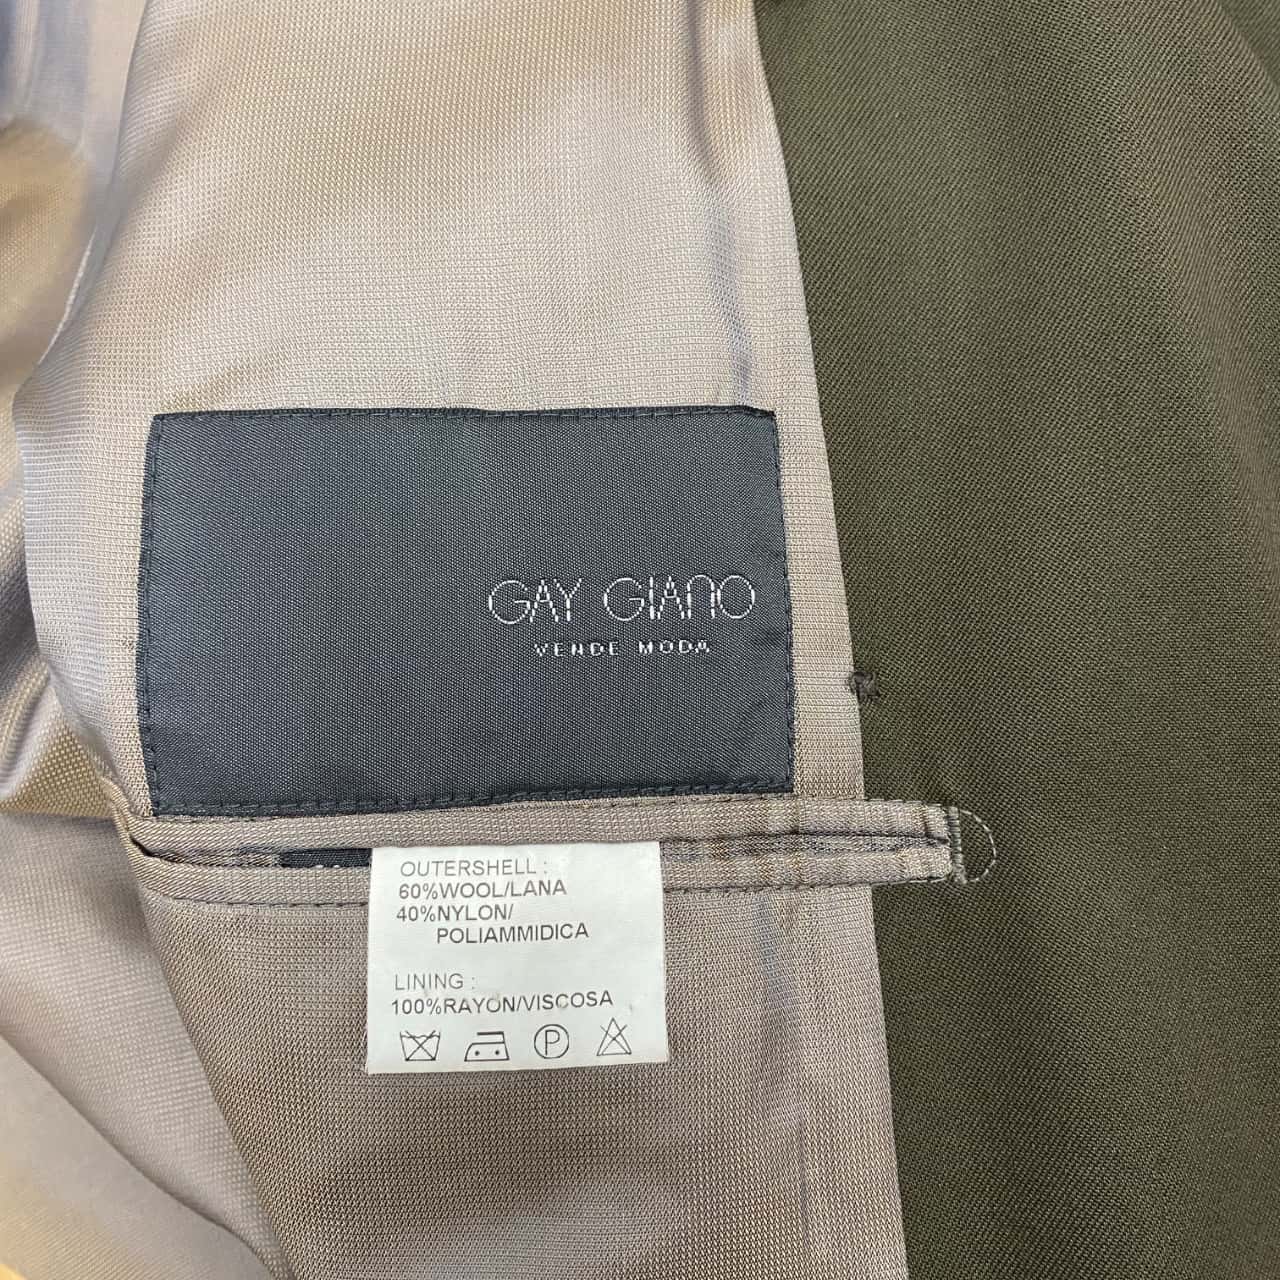 GAY GIANO
VENDE MODA
OUTERSHELL :
60%WOOL/LANA
40%NYLON/
POLIAMMIDICA
LINING :
100%RAYON/VISCOSA
P